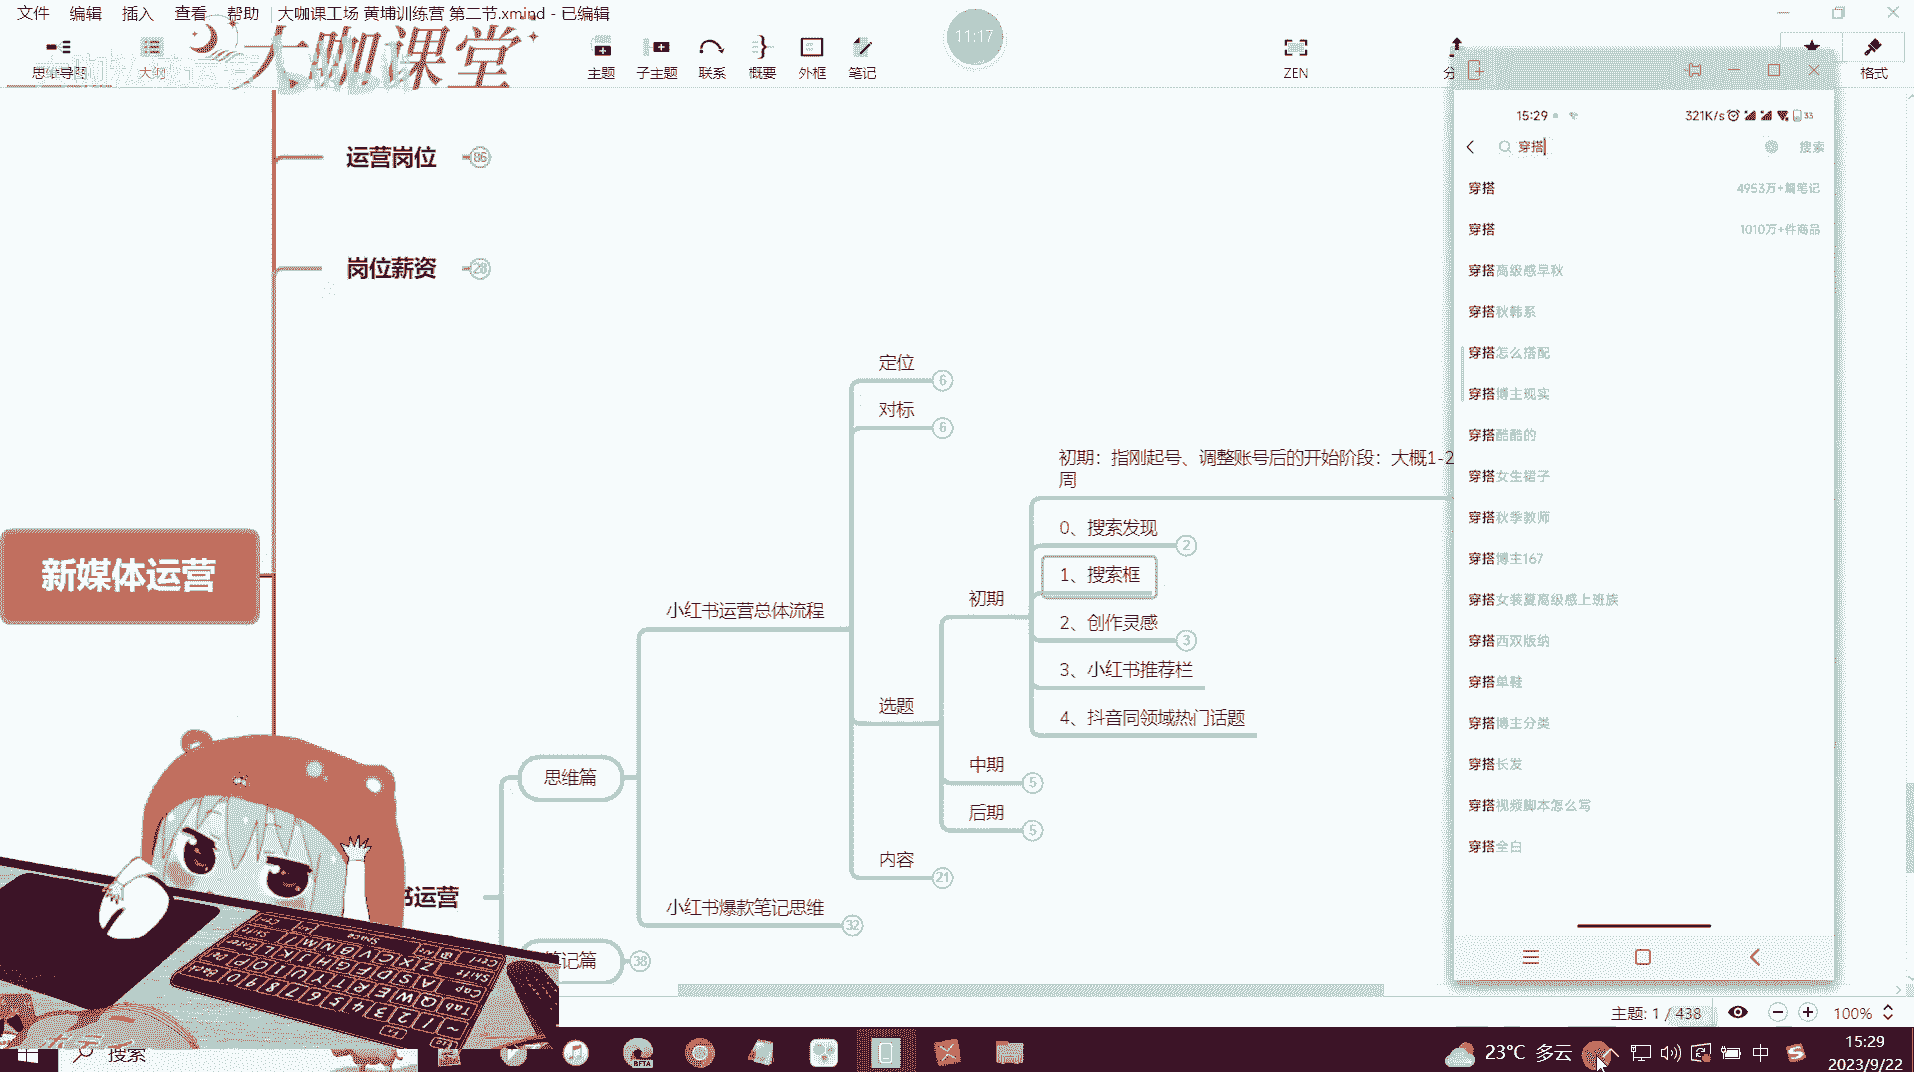 文件 编辑 插入 查看 帮助 大咖课工场 黄埔训练营 第二节.xmind - 已编辑
大咖课堂
思维导图 大纲
主题 子主题 联系 概要 外框 笔记
11:17
ZEN
格式
运营岗位 86
岗位薪资 28
新媒体运营
书运营
思维篇
笔记篇 38
小红书运营总体流程
小红书爆款笔记思维 32
定位 6
对标 6
选题
内容 21
初期
中期 5
后期 5
初期：指刚起号、调整账号后的开始阶段：大概1-2
周
0、搜索发现 2
1、搜索框
2、创作灵感 3
3、小红书推荐栏
4、抖音同领域热门话题
15:29 321K/s 33
穿搭 搜索
穿搭 4953万+篇笔记
穿搭 1010万+件商品
穿搭高级感早秋
穿搭秋韩系
穿搭怎么搭配
穿搭博主现实
穿搭酷酷的
穿搭女生裙子
穿搭秋季教师
穿搭博主167
穿搭女装夏高级感上班族
穿搭西双版纳
穿搭单鞋
穿搭博主分类
穿搭长发
穿搭视频脚本怎么写
穿搭全白
主题: 1 / 438 100%
搜索
BETA
23°C 多云
中
15:29
2023/9/22